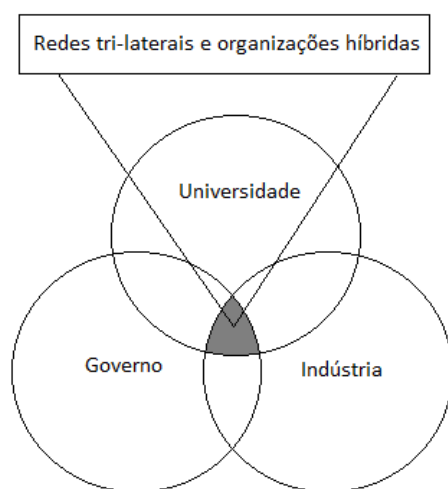 Redes tri-laterais e organizações híbridas
Universidade
Governo
Indústria